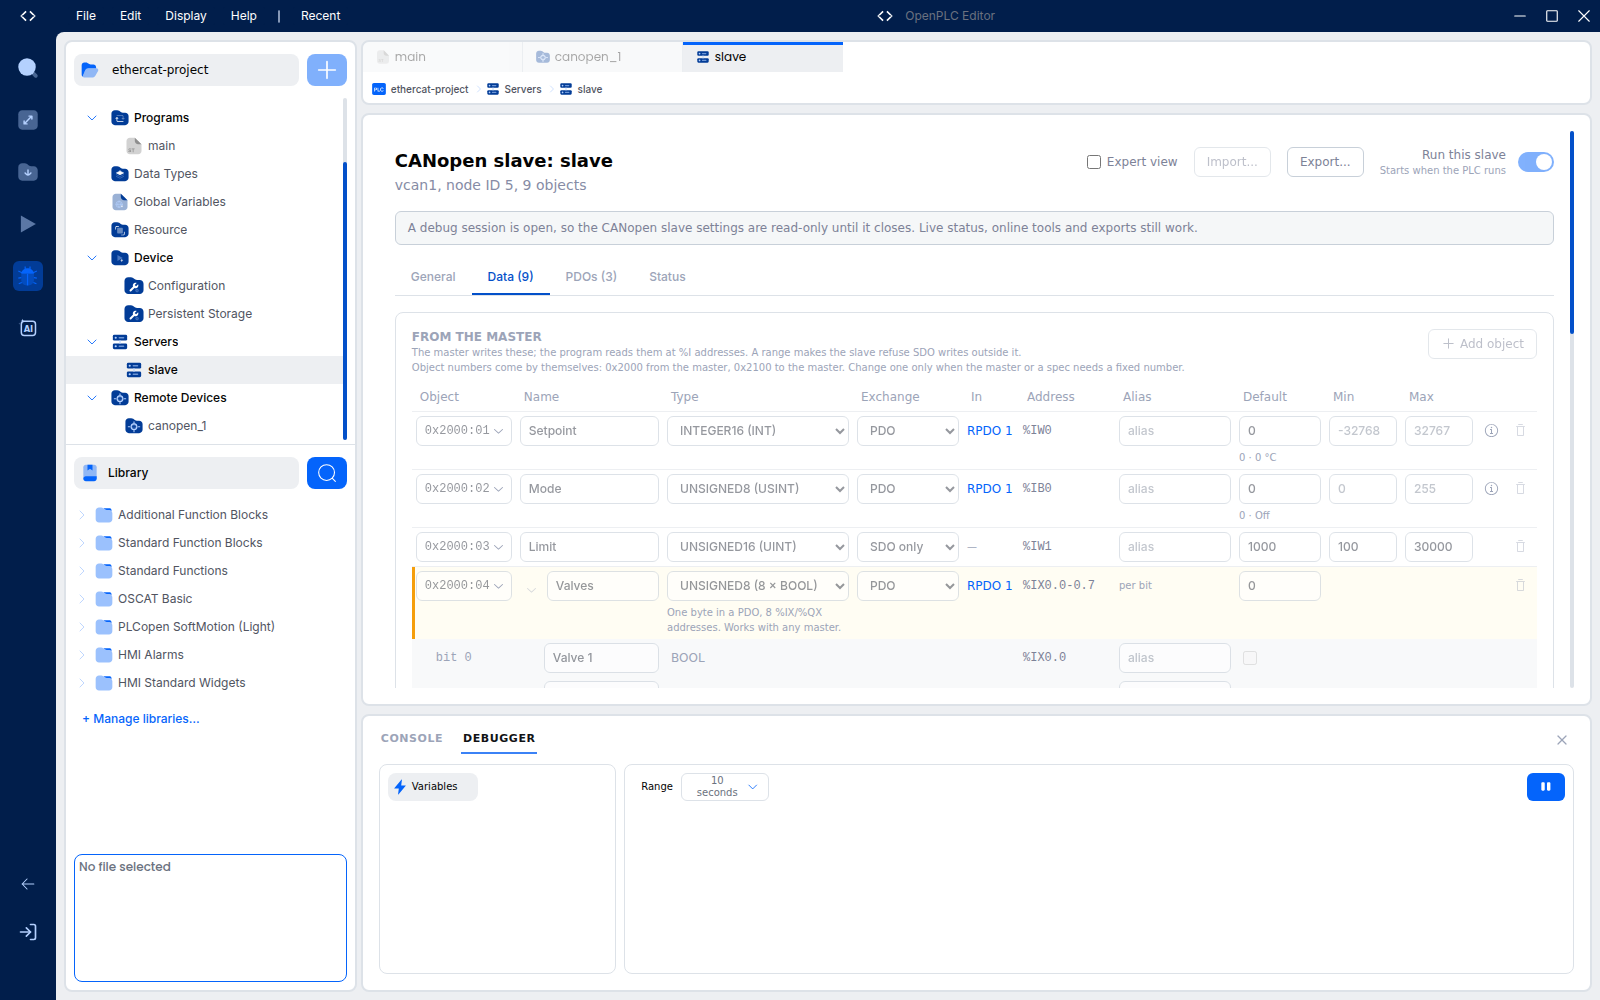 File Edit Display Help | Recent
OpenPLC Editor
ethercat-project
Programs
main
Data Types
Global Variables
Resource
Device
Configuration
Persistent Storage
Servers
slave
Remote Devices
canopen_1
Library
Additional Function Blocks
Standard Function Blocks
Standard Functions
OSCAT Basic
PLCopen SoftMotion (Light)
HMI Alarms
HMI Standard Widgets
+ Manage libraries...
No file selected
AI
main canopen_1 slave
PLC ethercat-project Servers slave
CANopen slave: slave
vcan1, node ID 5, 9 objects
Expert view Import... Export... Run this slave
Starts when the PLC runs
A debug session is open, so the CANopen slave settings are read-only until it closes. Live status, online tools and exports still work.
General Data (9) PDOs (3) Status
FROM THE MASTER
The master writes these; the program reads them at %I addresses. A range makes the slave refuse SDO writes outside it.
Object numbers come by themselves: 0x2000 from the master, 0x2100 to the master. Change one only when the master or a spec needs a fixed number.
Add object
Object Name Type Exchange In Address Alias Default Min Max
0x2000:01 Setpoint INTEGER16 (INT) PDO RPDO 1 %IW0 alias 0 -32768 32767
0 · 0 °C
0x2000:02 Mode UNSIGNED8 (USINT) PDO RPDO 1 %IB0 alias 0 0 255
0 · Off
0x2000:03 Limit UNSIGNED16 (UINT) SDO only — %IW1 alias 1000 100 30000
0x2000:04 Valves UNSIGNED8 (8 × BOOL) PDO RPDO 1 %IX0.0-0.7 per bit 0
One byte in a PDO, 8 %IX/%QX
addresses. Works with any master.
bit 0 Valve 1 BOOL %IX0.0 alias
CONSOLE DEBUGGER
Variables
Range 10 seconds